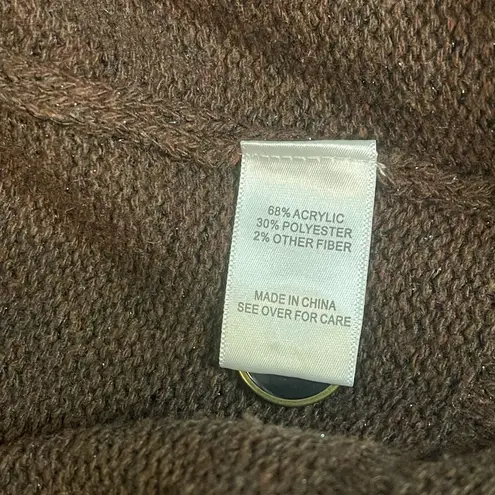 68% ACRYLIC
30% POLYESTER
2% OTHER FIBER
MADE IN CHINA
SEE OVER FOR CARE